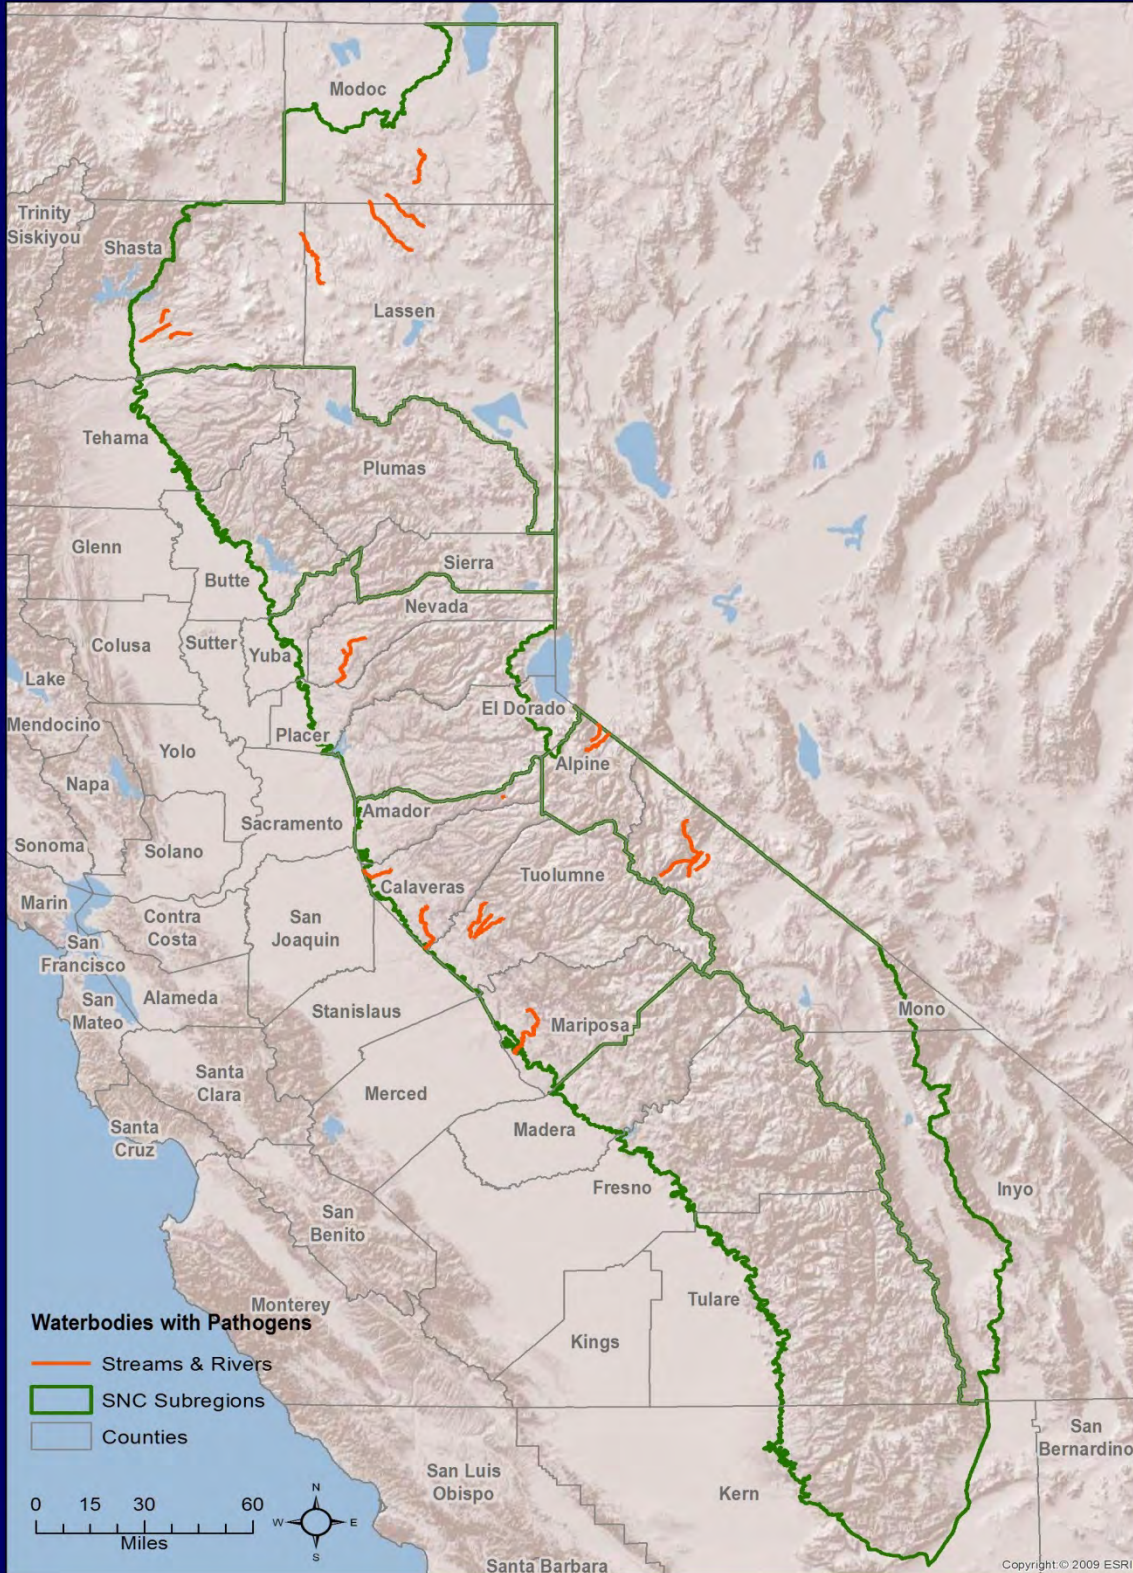 Modoc
Trinity
Siskiyou
Shasta
Lassen
Tehama
Plumas
Glenn
Butte
Sierra
Nevada
Colusa
Sutter
Yuba
Lake
El Dorado
Mendocino
Placer
Yolo
Alpine
Napa
Amador
Sacramento
Sonoma
Solano
Tuolumne
Calaveras
Marin
Contra
Costa
San
Joaquin
San
Francisco
Alameda
San
Mateo
Stanislaus
Mono
Mariposa
Santa
Clara
Merced
Santa
Cruz
Madera
Fresno
Inyo
San
Benito
Monterey
Tulare
Kings
Waterbodies with Pathogens
Streams & Rivers
SNC Subregions
Counties
San
Bernardino
San Luis
Obispo
Kern
0 15 30 60
Miles
N
W E
S
Santa Barbara
Copyright:© 2009 ESRI